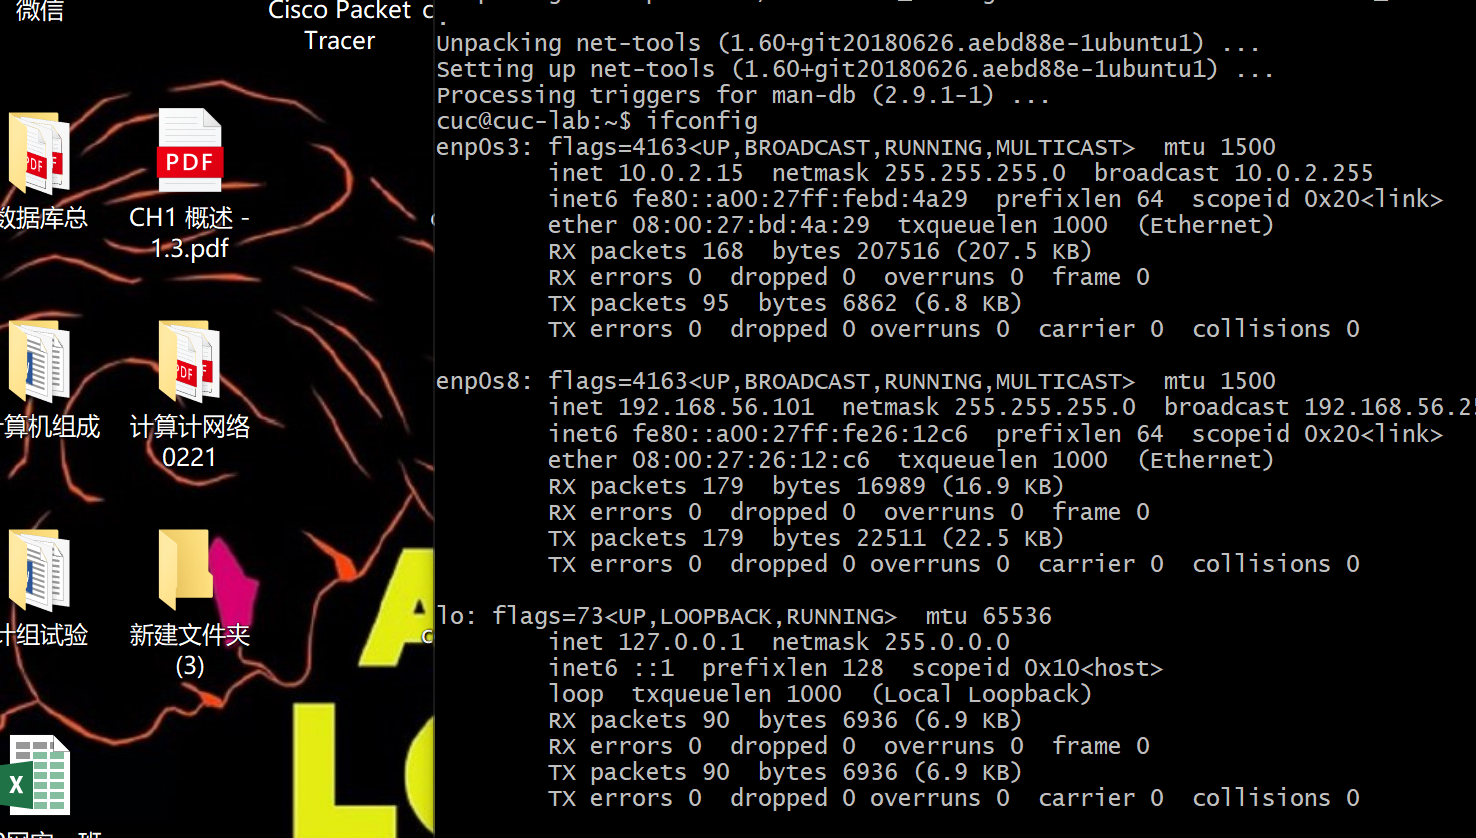 微信
Cisco Packet
Tracer
数据库总
CH1 概述 -
1.3.pdf
计算机组成
计算计网络
0221
计组试验
新建文件夹
(3)
PDF
PDF
PDF
X
A
.
Unpacking net-tools (1.60+git20180626.aebd88e-1ubuntu1) ...
Setting up net-tools (1.60+git20180626.aebd88e-1ubuntu1) ...
Processing triggers for man-db (2.9.1-1) ...
cuc@cuc-lab:~$ ifconfig
enp0s3: flags=4163<UP,BROADCAST,RUNNING,MULTICAST>  mtu 1500
inet 10.0.2.15  netmask 255.255.255.0  broadcast 10.0.2.255
inet6 fe80::a00:27ff:febd:4a29  prefixlen 64  scopeid 0x20<link>
ether 08:00:27:bd:4a:29  txqueuelen 1000  (Ethernet)
RX packets 168  bytes 207516 (207.5 KB)
RX errors 0  dropped 0  overruns 0  frame 0
TX packets 95  bytes 6862 (6.8 KB)
TX errors 0  dropped 0 overruns 0  carrier 0  collisions 0
enp0s8: flags=4163<UP,BROADCAST,RUNNING,MULTICAST>  mtu 1500
inet 192.168.56.101  netmask 255.255.255.0  broadcast 192.168.56.2
inet6 fe80::a00:27ff:fe26:12c6  prefixlen 64  scopeid 0x20<link>
ether 08:00:27:26:12:c6  txqueuelen 1000  (Ethernet)
RX packets 179  bytes 16989 (16.9 KB)
RX errors 0  dropped 0  overruns 0  frame 0
TX packets 179  bytes 22511 (22.5 KB)
TX errors 0  dropped 0 overruns 0  carrier 0  collisions 0
lo: flags=73<UP,LOOPBACK,RUNNING>  mtu 65536
inet 127.0.0.1  netmask 255.0.0.0
inet6 ::1  prefixlen 128  scopeid 0x10<host>
loop  txqueuelen 1000  (Local Loopback)
RX packets 90  bytes 6936 (6.9 KB)
RX errors 0  dropped 0  overruns 0  frame 0
TX packets 90  bytes 6936 (6.9 KB)
TX errors 0  dropped 0 overruns 0  carrier 0  collisions 0